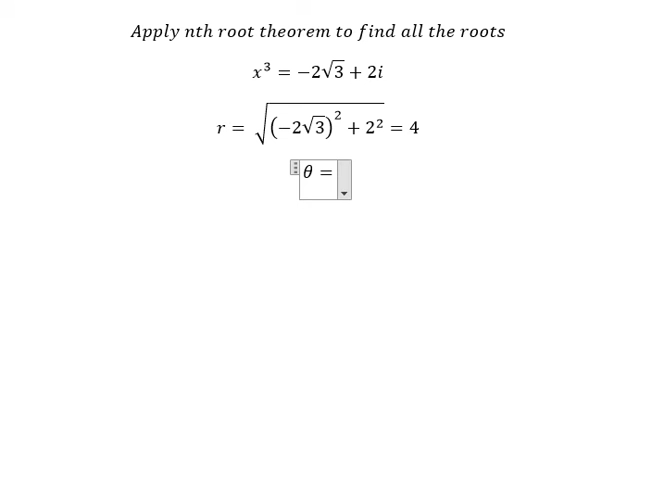 Apply nth root theorem to find all the roots
x³ = −2√3 + 2i
r = √((−2√3)² + 2²) = 4
θ =